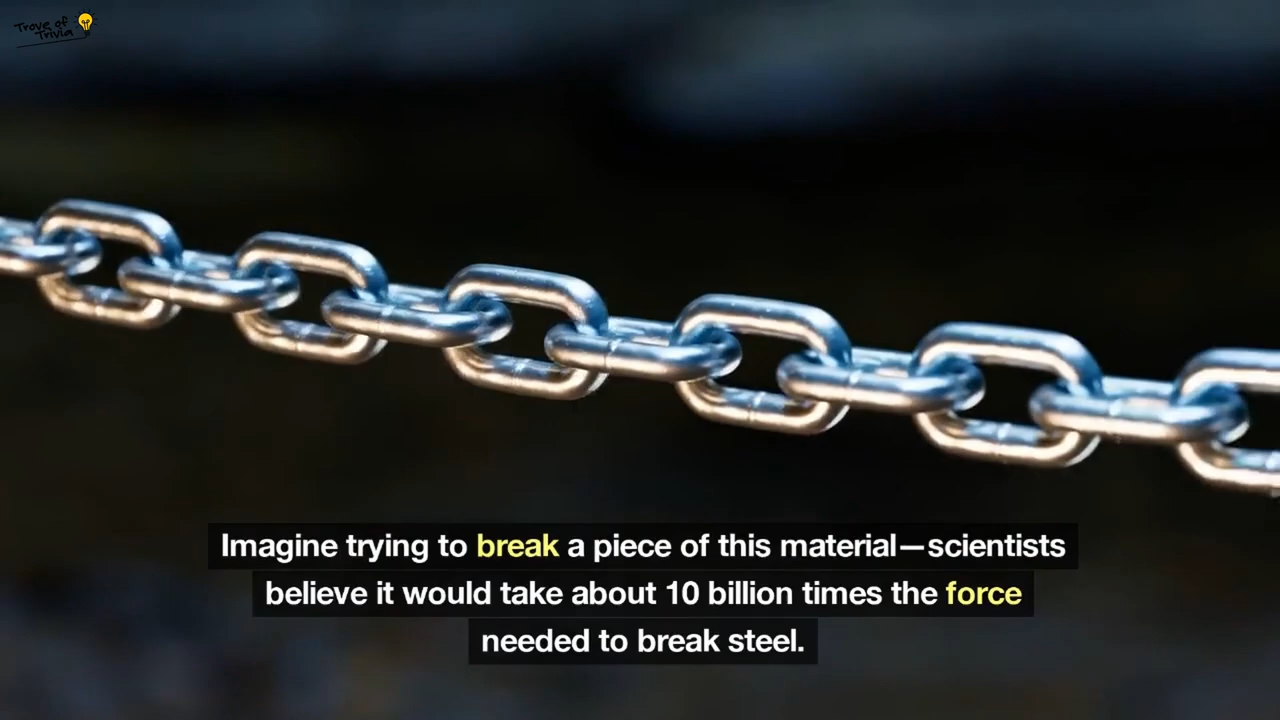 Trove of
Trivia
Imagine trying to break a piece of this material—scientists
believe it would take about 10 billion times the force
needed to break steel.